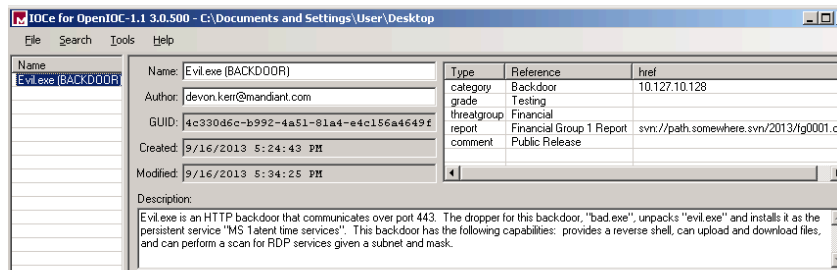 IOCe for OpenIOC-1.1 3.0.500 - C:\Documents and Settings\User\Desktop
File Search Tools Help
Name
Evil.exe (BACKDOOR)
Name: Evil.exe (BACKDOOR)
Author: devon.kerr@mandiant.com
GUID: 4c330d6c-b992-4a51-81a4-e4c156a4649f
Created: 9/16/2013 5:24:43 PM
Modified: 9/16/2013 5:34:25 PM
Type Reference href
category Backdoor 10.127.10.128
grade Testing
threatgroup Financial
report Financial Group 1 Report svn://path.somewhere.svn/2013/fg0001.
comment Public Release
Description:
Evil.exe is an HTTP backdoor that communicates over port 443. The dropper for this backdoor, "bad.exe", unpacks "evil.exe" and installs it as the
persistent service "MS 1atent time services". This backdoor has the following capabilities: provides a reverse shell, can upload and download files,
and can perform a scan for RDP services given a subnet and mask.